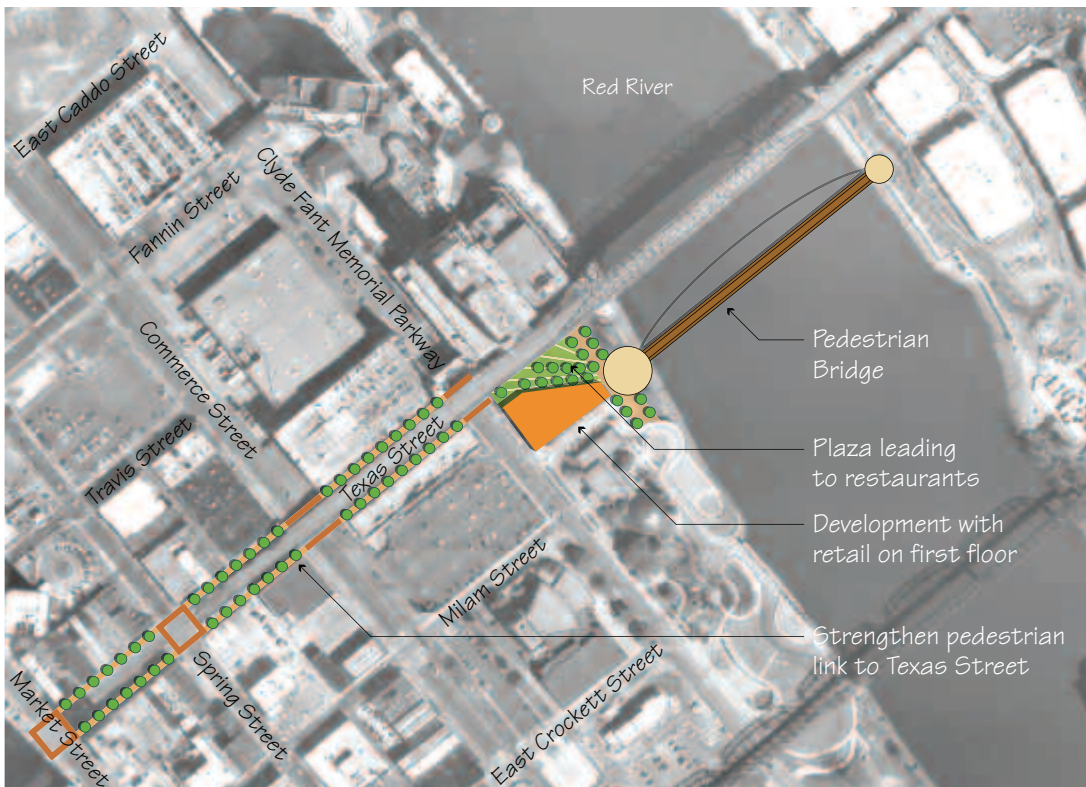 East Caddo Street
Red River
Fannin Street
Clyde Fant Memorial Parkway
Commerce Street
Pedestrian
Bridge
Travis Street
Texas Street
Plaza leading
to restaurants
Development with
retail on first floor
Milam Street
Strengthen pedestrian
link to Texas Street
Market Street
Spring Street
East Crockett Street